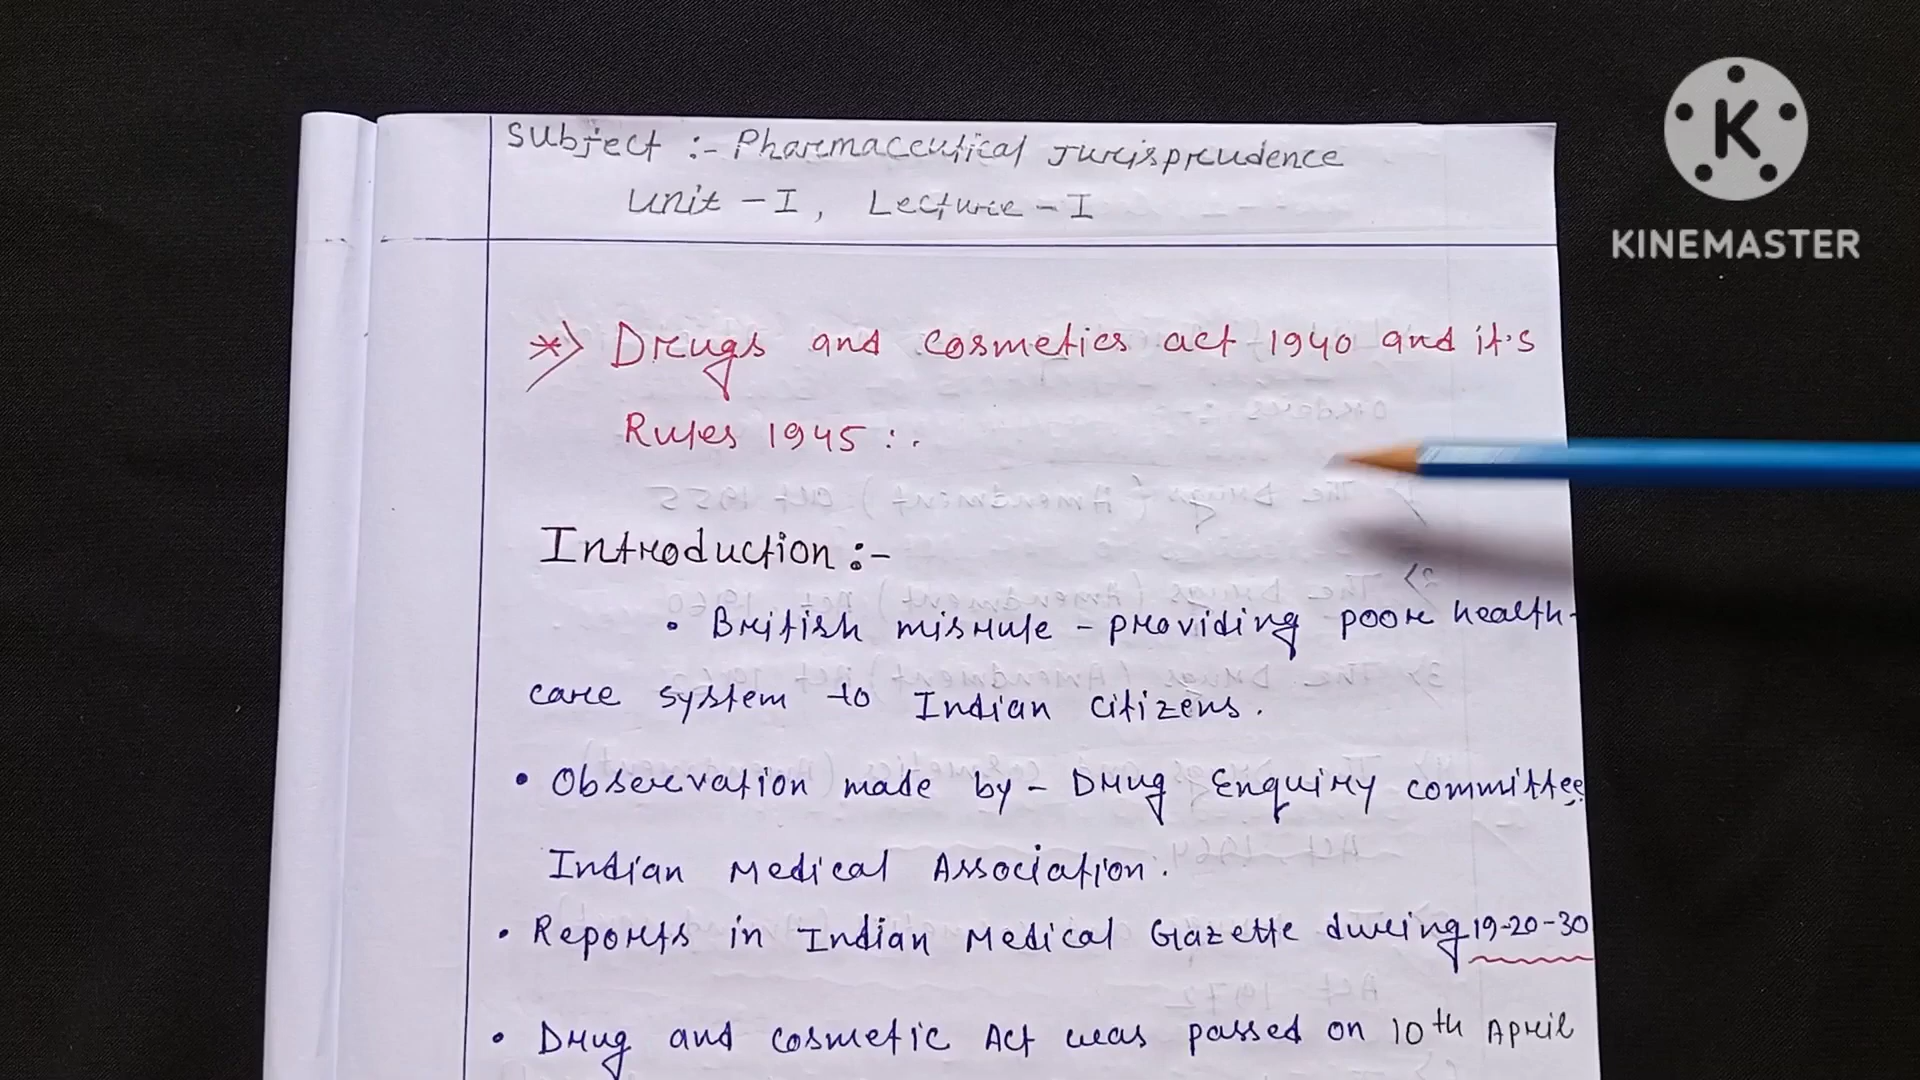 Subject :- Pharmaceutical Jurisprudence
Unit - I, Lecture - I
*) Drugs and cosmetics act 1940 and it's
Rules 1945 :.
Introduction :-
• British misrule - providing poor health-
care system to Indian citizens.
• Observation made by - Drug Enquiry committee
Indian Medical Association.
• Reports in Indian Medical Gazette during 19-20-30
• Drug and cosmetic Act was passed on 10th April
K
KINEMASTER